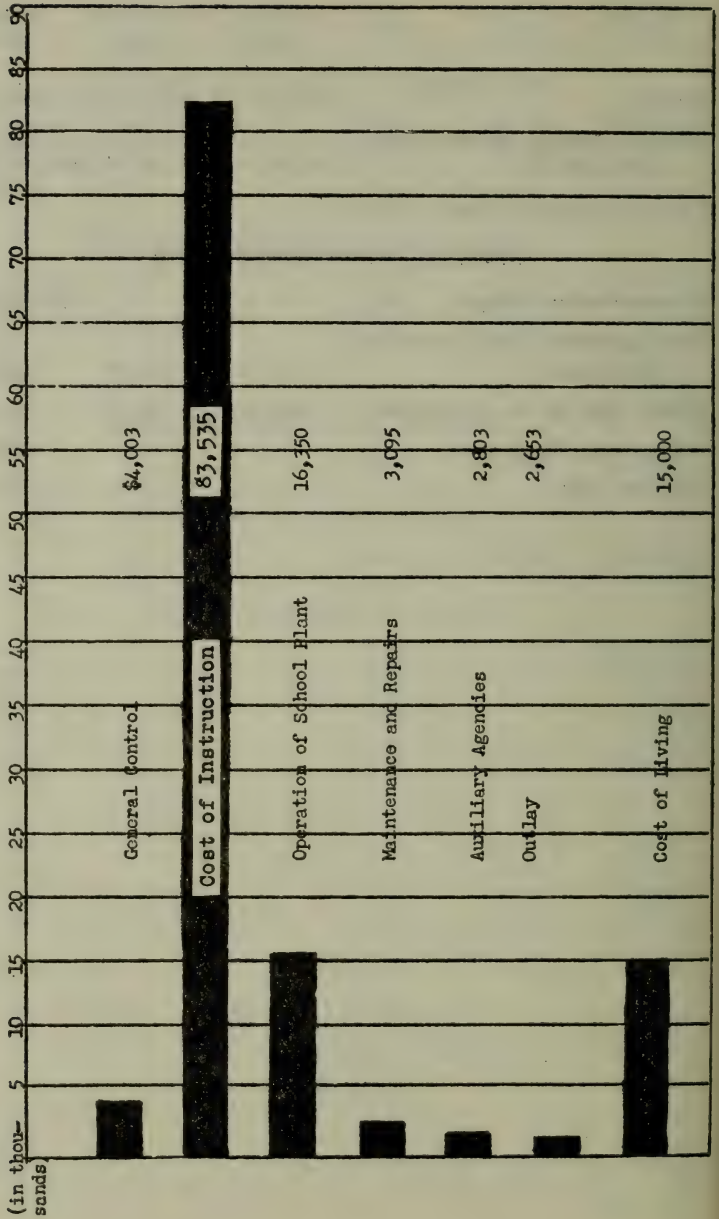 (in thou-
sands)
5 10 15 20 25 30 35 40 45 50 55 60 65 70 75 80 85 90
General Control $4,003
Cost of Instruction 83,535
Operation of School Plant 16,350
Maintenance and Repairs 3,095
Auxiliary Agencies 2,803
Outlay 2,653
Cost of Living 15,000